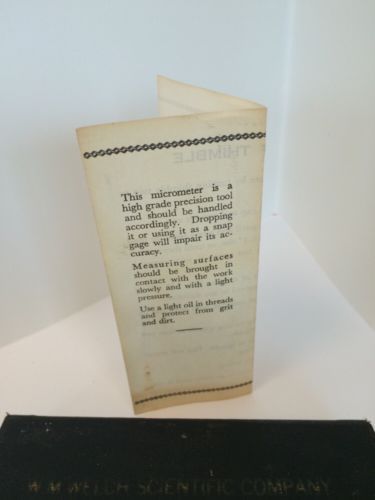 THIMBLE
This micrometer is a
high grade precision tool
and should be handled
accordingly. Dropping
it or using it as a snap
gage will impair its ac-
curacy.
Measuring surfaces
should be brought in
contact with the work
slowly and with a light
pressure.
Use a light oil in threads
and protect from grit
and dirt.
W.M. WELCH SCIENTIFIC COMPANY